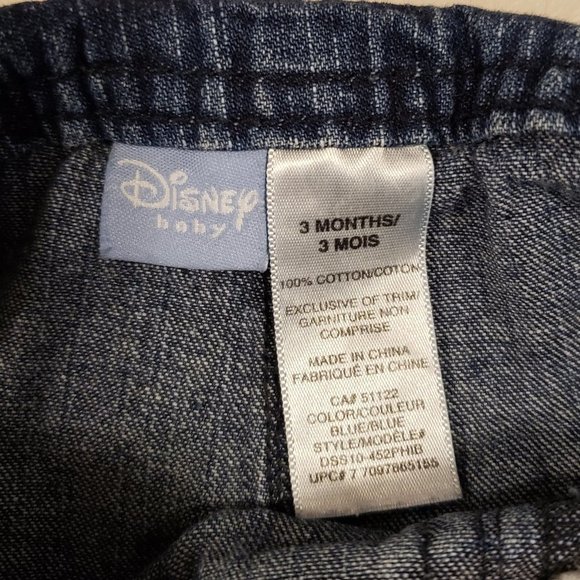 Disney
baby
3 MONTHS/
3 MOIS
100% COTTON/COTON
EXCLUSIVE OF TRIM/
GARNITURE NON
COMPRISE
MADE IN CHINA
FABRIQUÉ EN CHINE
CA# 51122
COLOR/COULEUR
BLUE/BLUE
STYLE/MODÈLE#
DSS10-452PHIB
UPC# 7 7097865155